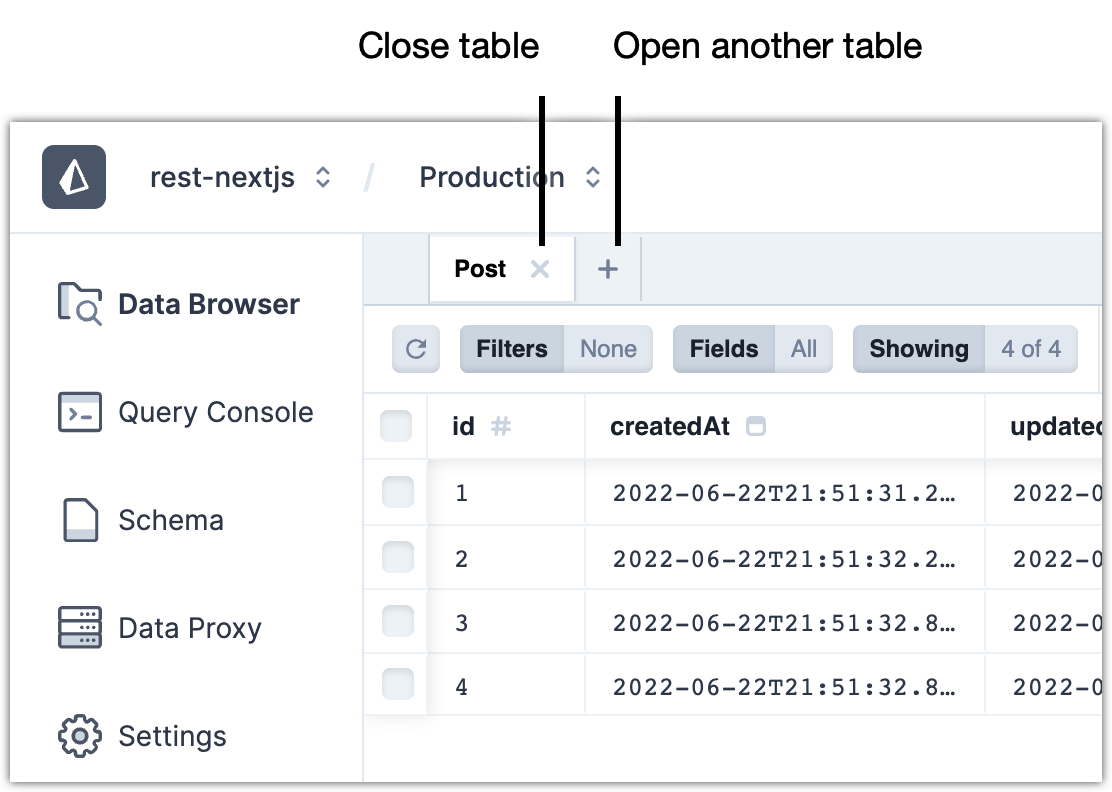 Close table
Open another table
rest-nextjs / Production
Data Browser
Query Console
Schema
Data Proxy
Settings
Post
Filters None
Fields All
Showing 4 of 4
id # createdAt
1 2022-06-22T21:51:31.2… 2022-0
2 2022-06-22T21:51:32.2… 2022-0
3 2022-06-22T21:51:32.8… 2022-0
4 2022-06-22T21:51:32.8… 2022-0